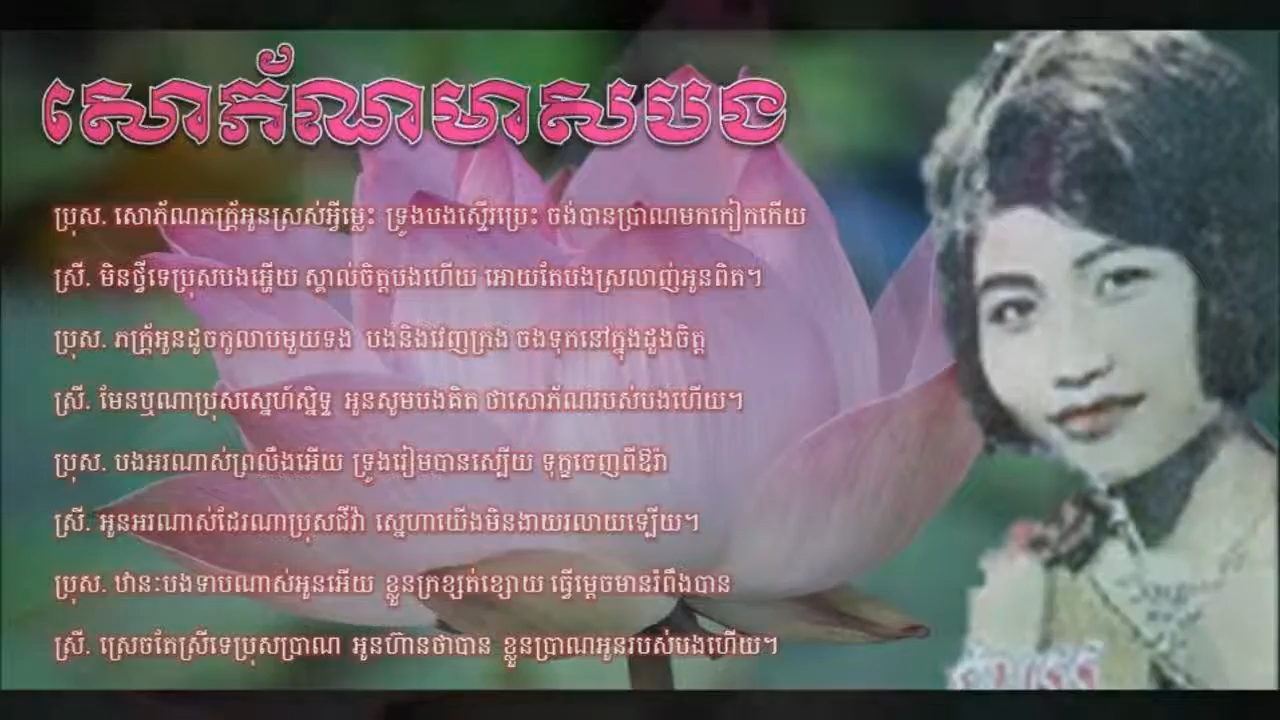 សោភ័ណមាសបង
ប្រុស. សោភ័ណភក្ត្រ័អូនស្រស់អ្វីម្លេះ ទ្រូងបងស្ទើរប្រេះ ចង់បានប្រាណមកកៀកកើយ
ស្រី. មិនថ្វីទេប្រុសបងអ្ហើយ ស្គាល់ចិត្តបងហើយ អោយតែបងស្រលាញ់អូនពិត។
ប្រុស. ភក្ត្រ័អូនដូចកូលាបមួយទង បងនិងវេញក្រង ចងទុកនៅក្នុងដួងចិត្ត
ស្រី. មែនឬណាប្រុសស្នេហ៍ស្និទ្ធ អូនសូមបងគិត ថាសោភ័ណរបស់បងហើយ។
ប្រុស. បងអរណាស់ព្រលឹងអើយ ទ្រូងរៀមបានស្បើយ ទុក្ខចេញពីឱរ៉ា
ស្រី. អូនអរណាស់ដែរណាប្រុសជីវ៉ា ស្នេហាយើងមិនងាយរលាយឡើយ។
ប្រុស. ឋានៈបងទាបណាស់អូនអើយ ខ្លួនក្រខ្សត់ខ្សោយ ធ្វើម្ដេចមានរំពឹងបាន
ស្រី. ស្រេចតែស្រីទេប្រុសប្រាណ អូនហ៊ានថាបាន ខ្លួនប្រាណអូនរបស់បងហើយ។